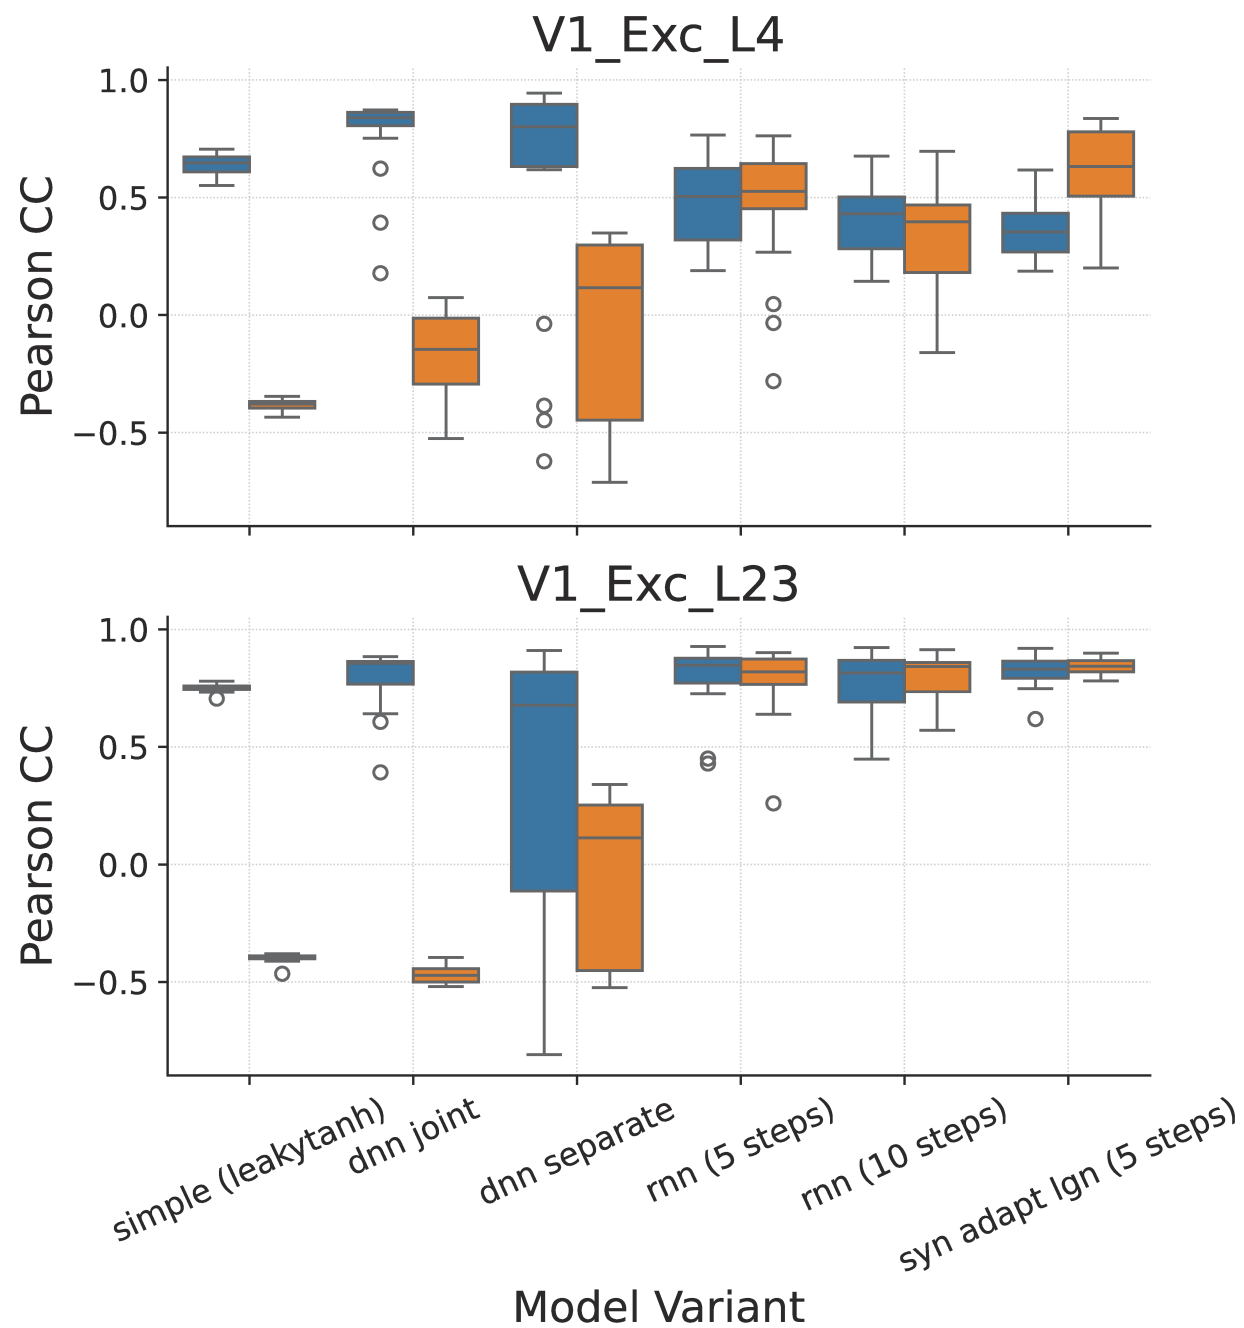 V1_Exc_L4
Pearson CC
1.0
0.5
0.0
−0.5
V1_Exc_L23
Pearson CC
1.0
0.5
0.0
−0.5
simple (leakytanh)
dnn joint
dnn separate
rnn (5 steps)
rnn (10 steps)
syn adapt lgn (5 steps)
Model Variant